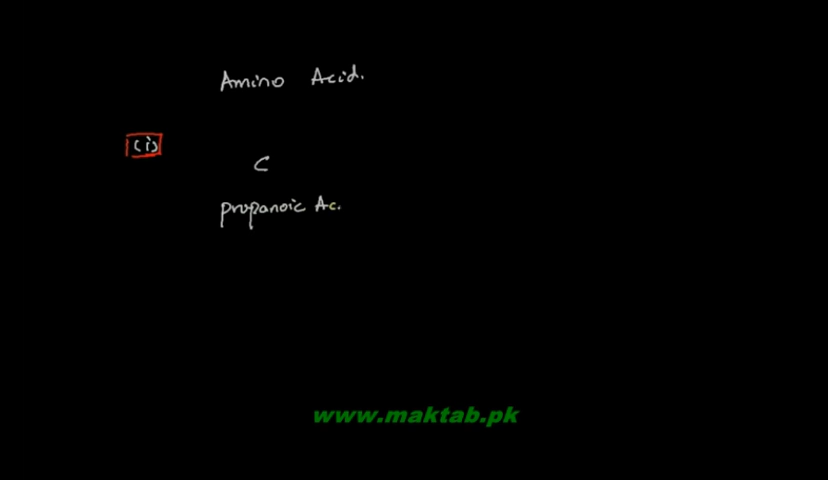 Amino Acid.
(i)
C
propanoic Ac.
www.maktab.pk